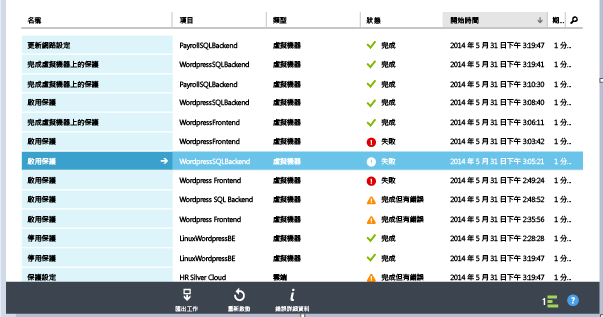 名稱 項目 類型 狀態 開始時間 期...
更新網路設定 PayrollSQLBackend 虛擬機器 完成 2014 年 5 月 31 日下午 3:19:47 1 分...
完成虛擬機器上的保護 WordpressSQLBackend 虛擬機器 完成 2014 年 5 月 31 日下午 3:19:41 1 分...
完成虛擬機器上的保護 PayrollSQLBackend 虛擬機器 完成 2014 年 5 月 31 日下午 3:10:30 1 分...
啟用保護 WordpressSQLBackend 虛擬機器 完成 2014 年 5 月 31 日下午 3:08:40 1 分...
完成虛擬機器上的保護 WordpressFrontend 虛擬機器 完成 2014 年 5 月 31 日下午 3:06:11 1 分...
啟用保護 WordpressFrontend 虛擬機器 失敗 2014 年 5 月 31 日下午 3:03:42 1 分...
啟用保護 WordpressSQLBackend 虛擬機器 失敗 2014 年 5 月 31 日下午 3:05:21 1 分...
啟用保護 Wordpress Frontend 虛擬機器 失敗 2014 年 5 月 31 日下午 2:49:24 1 分...
啟用保護 Wordpress SQL Backend 虛擬機器 完成但有錯誤 2014 年 5 月 31 日下午 2:48:52 1 分...
啟用保護 Wordpress Frontend 虛擬機器 完成但有錯誤 2014 年 5 月 31 日下午 2:35:56 1 分...
停用保護 LinuxWordpressBE 虛擬機器 完成 2014 年 5 月 31 日下午 2:28:28 1 分...
停用保護 LinuxWordpressBE 虛擬機器 完成 2014 年 5 月 31 日下午 3:19:47 1 分...
保護設定 HR Sliver Cloud 雲端 完成但有錯誤 2014 年 5 月 31 日下午 3:19:47 1 分...
匯出工作 重新啟動 錯誤詳細資料 1 ?